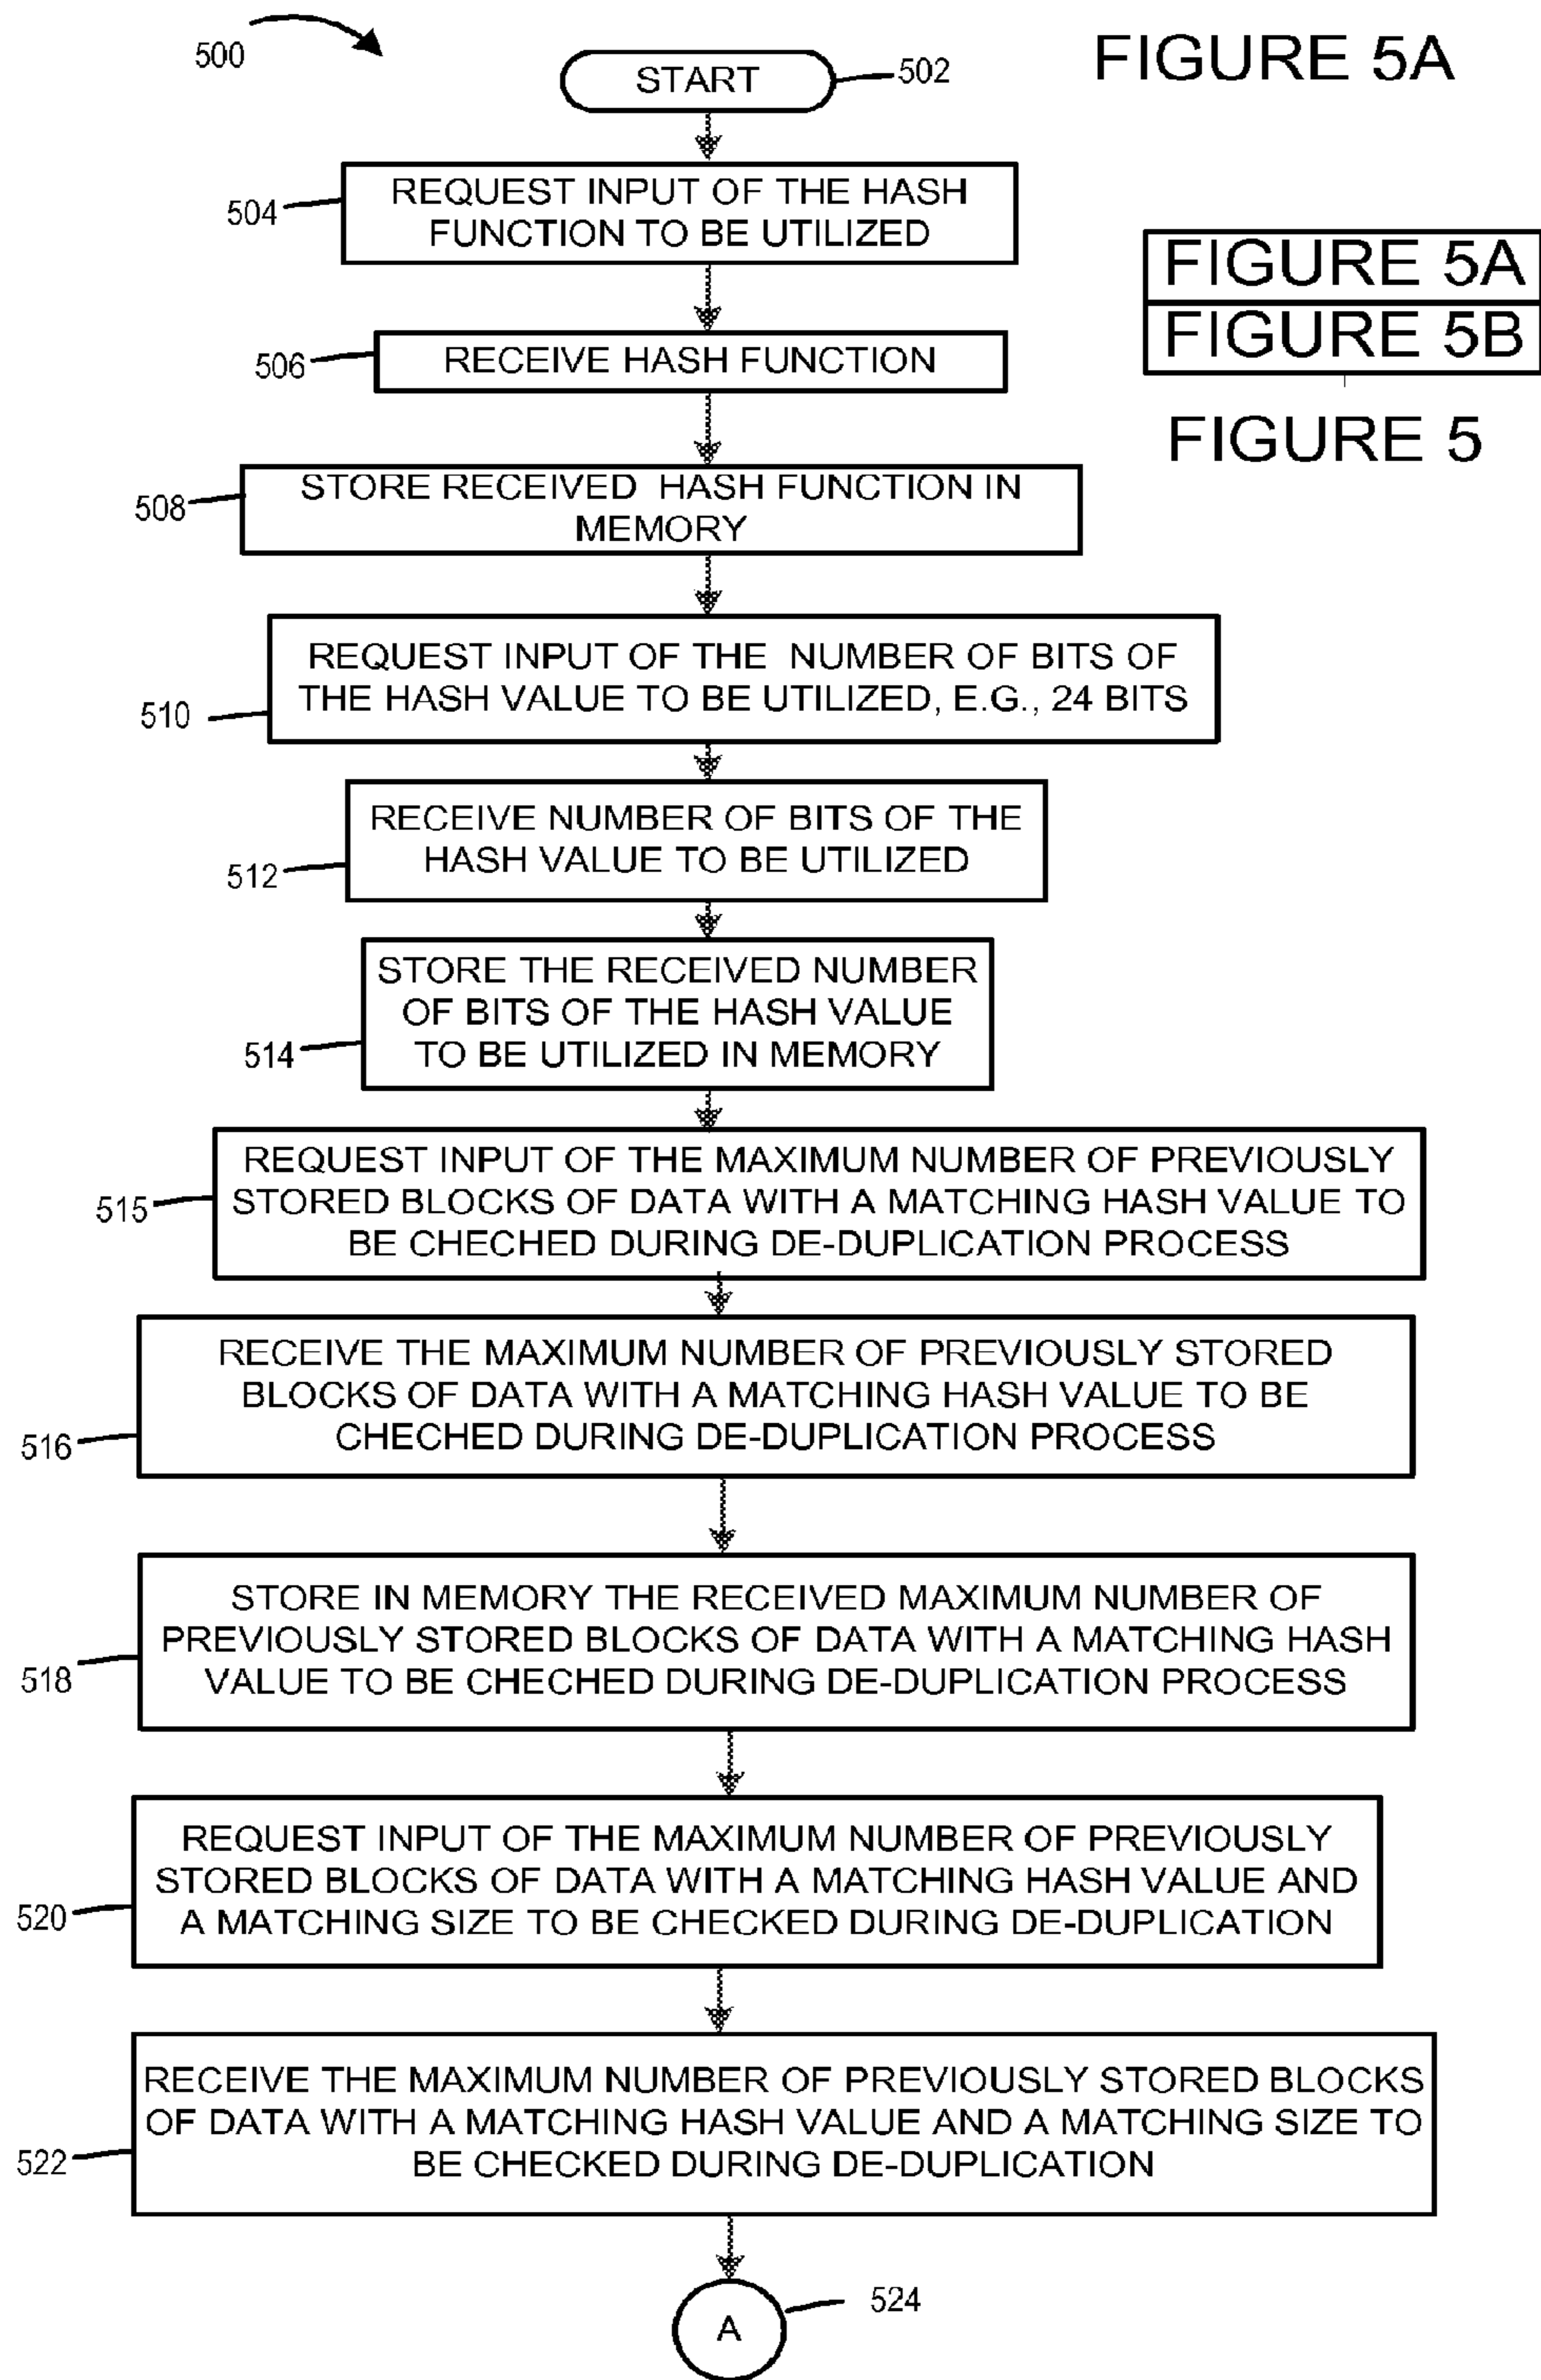 500
START
502
FIGURE 5A
504
REQUEST INPUT OF THE HASH
FUNCTION TO BE UTILIZED
FIGURE 5A
FIGURE 5B
FIGURE 5
506
RECEIVE HASH FUNCTION
508
STORE RECEIVED HASH FUNCTION IN
MEMORY
510
REQUEST INPUT OF THE NUMBER OF BITS OF
THE HASH VALUE TO BE UTILIZED, E.G., 24 BITS
512
RECEIVE NUMBER OF BITS OF THE
HASH VALUE TO BE UTILIZED
514
STORE THE RECEIVED NUMBER
OF BITS OF THE HASH VALUE
TO BE UTILIZED IN MEMORY
515
REQUEST INPUT OF THE MAXIMUM NUMBER OF PREVIOUSLY
STORED BLOCKS OF DATA WITH A MATCHING HASH VALUE TO
BE CHECHED DURING DE-DUPLICATION PROCESS
516
RECEIVE THE MAXIMUM NUMBER OF PREVIOUSLY STORED
BLOCKS OF DATA WITH A MATCHING HASH VALUE TO BE
CHECHED DURING DE-DUPLICATION PROCESS
518
STORE IN MEMORY THE RECEIVED MAXIMUM NUMBER OF
PREVIOUSLY STORED BLOCKS OF DATA WITH A MATCHING HASH
VALUE TO BE CHECHED DURING DE-DUPLICATION PROCESS
520
REQUEST INPUT OF THE MAXIMUM NUMBER OF PREVIOUSLY
STORED BLOCKS OF DATA WITH A MATCHING HASH VALUE AND
A MATCHING SIZE TO BE CHECKED DURING DE-DUPLICATION
522
RECEIVE THE MAXIMUM NUMBER OF PREVIOUSLY STORED BLOCKS
OF DATA WITH A MATCHING HASH VALUE AND A MATCHING SIZE TO
BE CHECKED DURING DE-DUPLICATION
A
524